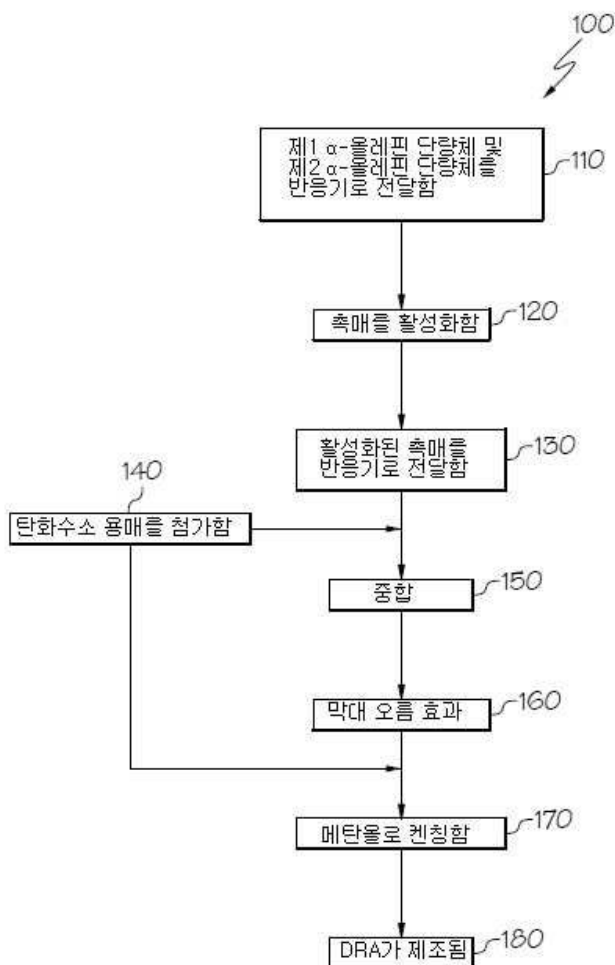 100
제1 α-올레핀 단량체 및
제2 α-올레핀 단량체를
반응기로 전달함
110
촉매를 활성화함
120
활성화된 촉매를
반응기로 전달함
130
140
탄화수소 용매를 첨가함
중합
150
막대 오름 효과
160
메탄올로 켄칭함
170
DRA가 제조됨
180